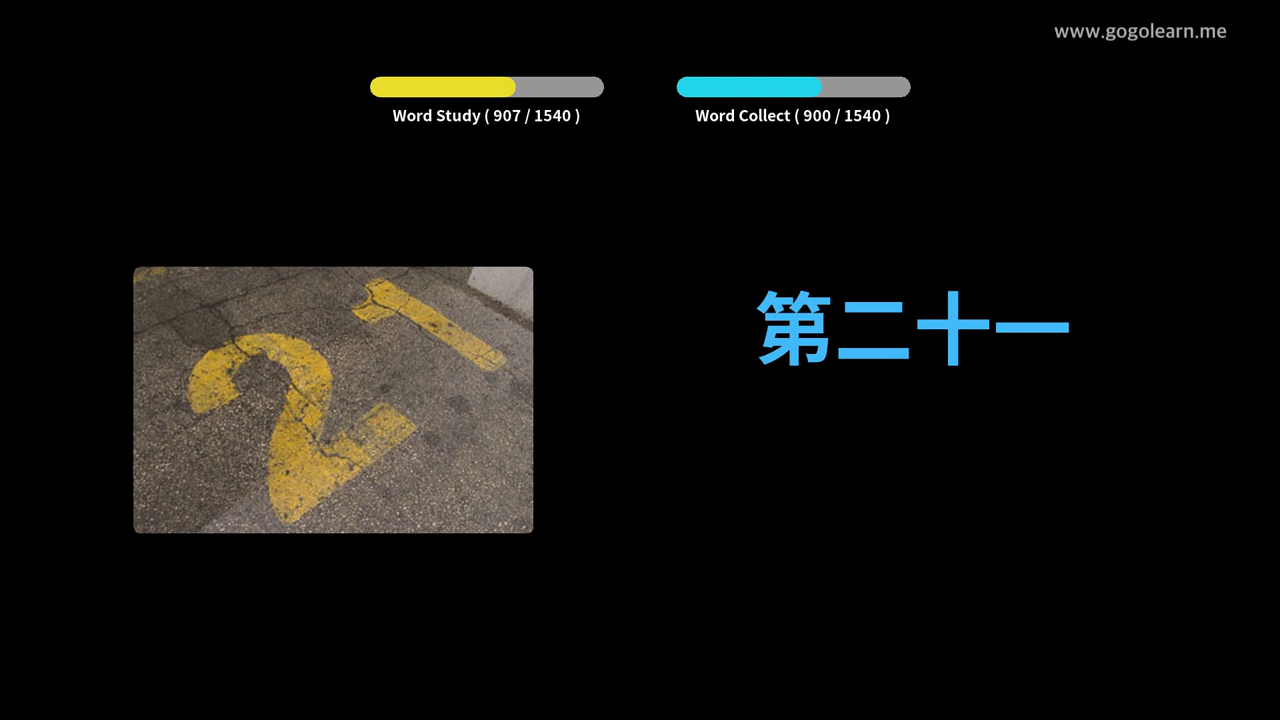 www.gogolearn.me
Word Study ( 907 / 1540 )
Word Collect ( 900 / 1540 )
21
第二十一